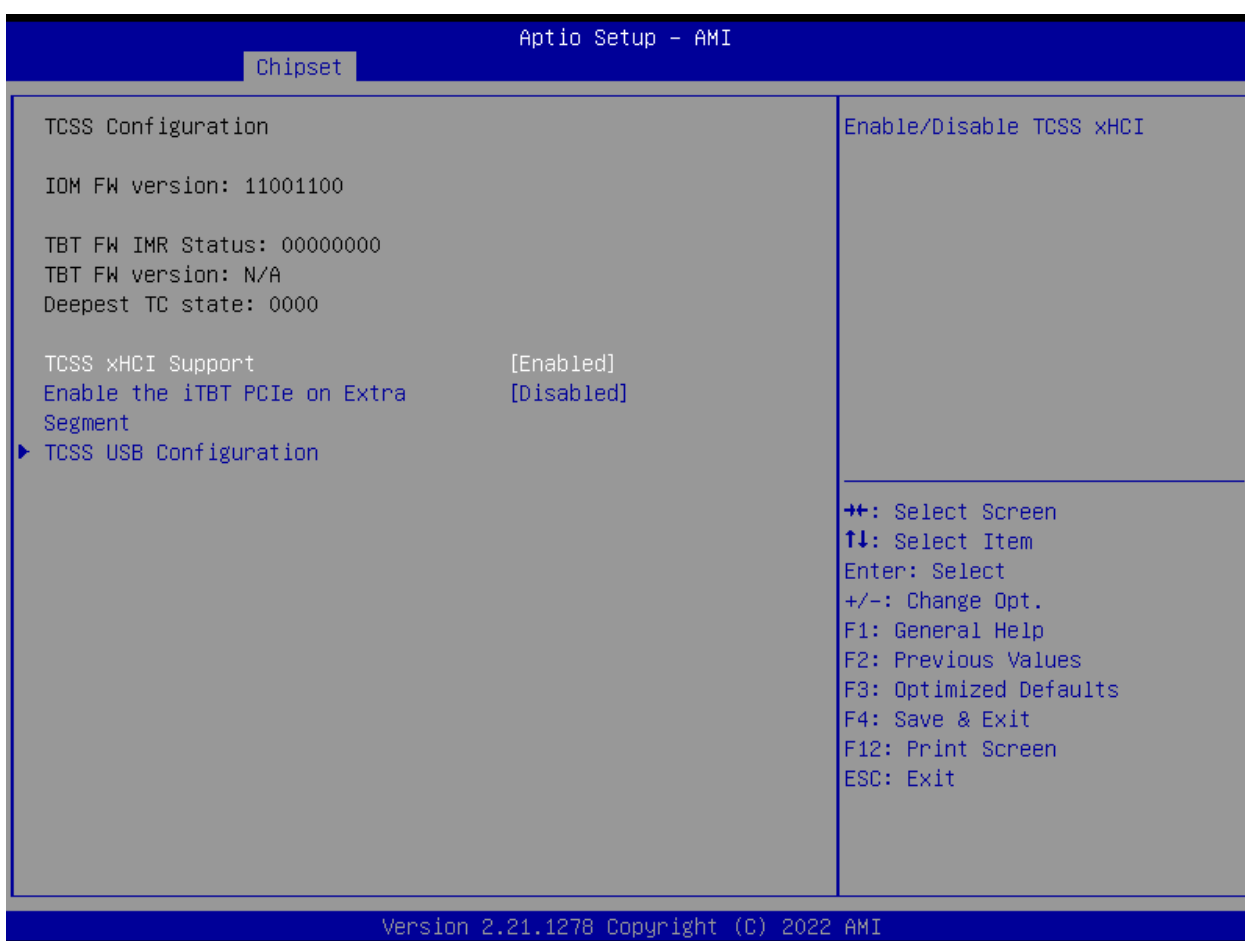 Aptio Setup – AMI
Chipset
TCSS Configuration
IOM FW version: 11001100
TBT FW IMR Status: 00000000
TBT FW version: N/A
Deepest TC state: 0000
TCSS xHCI Support [Enabled]
Enable the iTBT PCIe on Extra [Disabled]
Segment
TCSS USB Configuration
Enable/Disable TCSS xHCI
→←: Select Screen
↑↓: Select Item
Enter: Select
+/-: Change Opt.
F1: General Help
F2: Previous Values
F3: Optimized Defaults
F4: Save & Exit
F12: Print Screen
ESC: Exit
Version 2.21.1278 Copyright (C) 2022 AMI